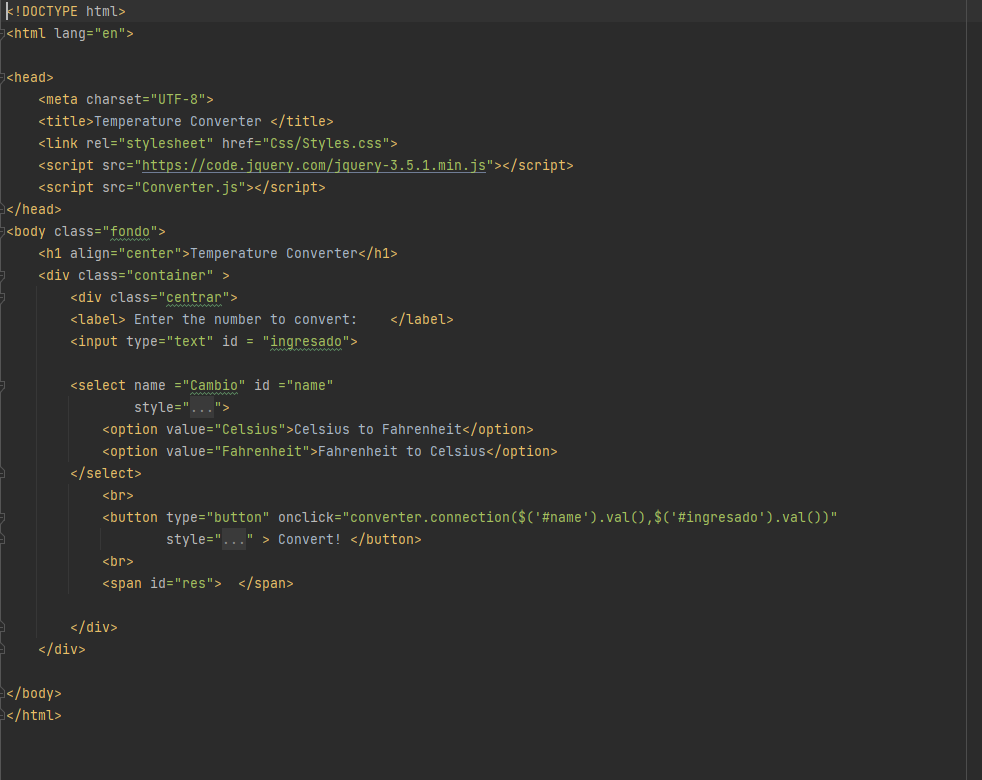 <!DOCTYPE html>
<html lang="en">
<head>
<meta charset="UTF-8">
<title>Temperature Converter </title>
<link rel="stylesheet" href="Css/Styles.css">
<script src="https://code.jquery.com/jquery-3.5.1.min.js"></script>
<script src="Converter.js"></script>
</head>
<body class="fondo">
<h1 align="center">Temperature Converter</h1>
<div class="container" >
<div class="centrar">
<label> Enter the number to convert:    </label>
<input type="text" id = "ingresado">
<select name ="Cambio" id ="name"
style="...">
<option value="Celsius">Celsius to Fahrenheit</option>
<option value="Fahrenheit">Fahrenheit to Celsius</option>
</select>
<br>
<button type="button" onclick="converter.connection($('#name').val(),$('#ingresado').val())"
style="..." > Convert! </button>
<br>
<span id="res">  </span>
</div>
</div>
</body>
</html>